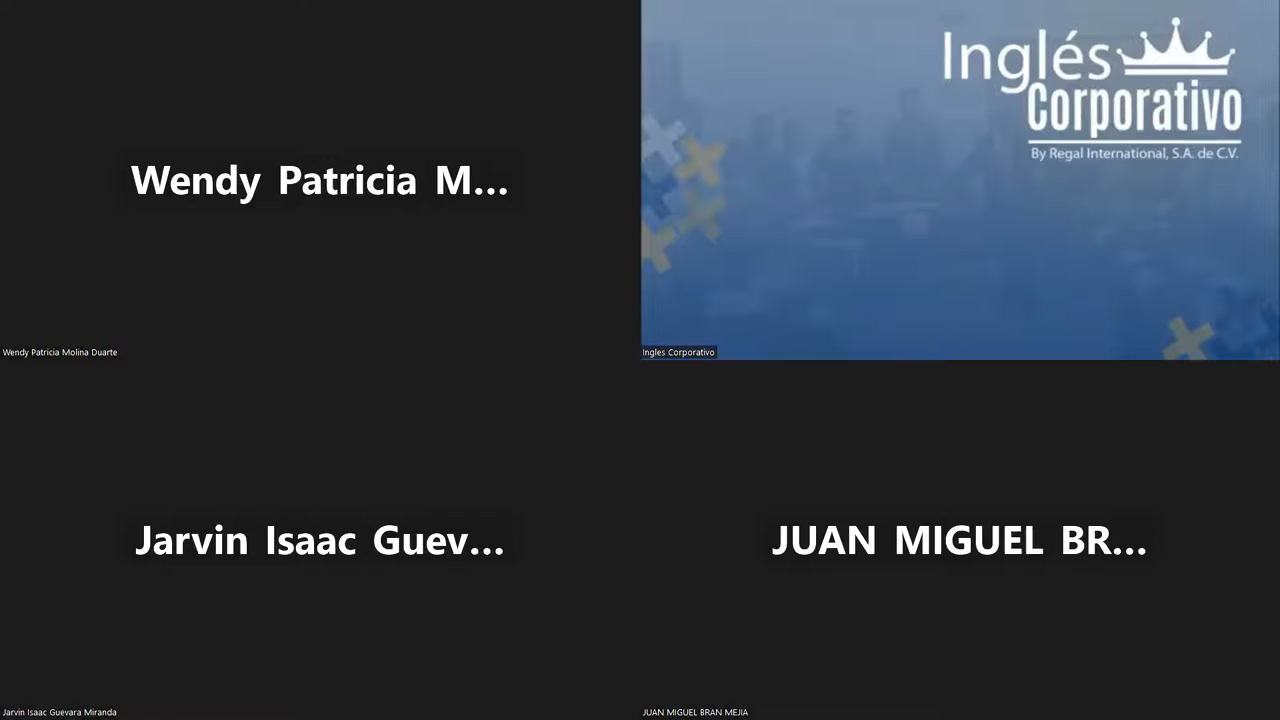 Wendy Patricia M...
Wendy Patricia Molina Duarte
Inglés
Corporativo
By Regal International, S.A. de C.V.
Ingles Corporativo
Jarvin Isaac Guev...
Jarvin Isaac Guevara Miranda
JUAN MIGUEL BR...
JUAN MIGUEL BRAN MEJIA